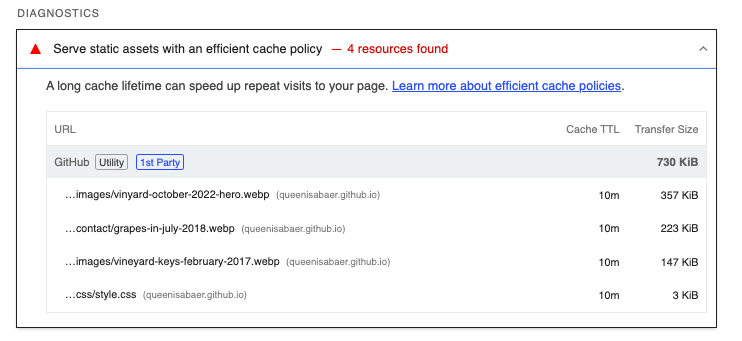 DIAGNOSTICS
Serve static assets with an efficient cache policy — 4 resources found
A long cache lifetime can speed up repeat visits to your page. Learn more about efficient cache policies.
URL Cache TTL Transfer Size
GitHub Utility 1st Party 730 KiB
…images/vinyard-october-2022-hero.webp (queenisabaer.github.io) 10m 357 KiB
…contact/grapes-in-july-2018.webp (queenisabaer.github.io) 10m 223 KiB
…images/vineyard-keys-february-2017.webp (queenisabaer.github.io) 10m 147 KiB
…css/style.css (queenisabaer.github.io) 10m 3 KiB